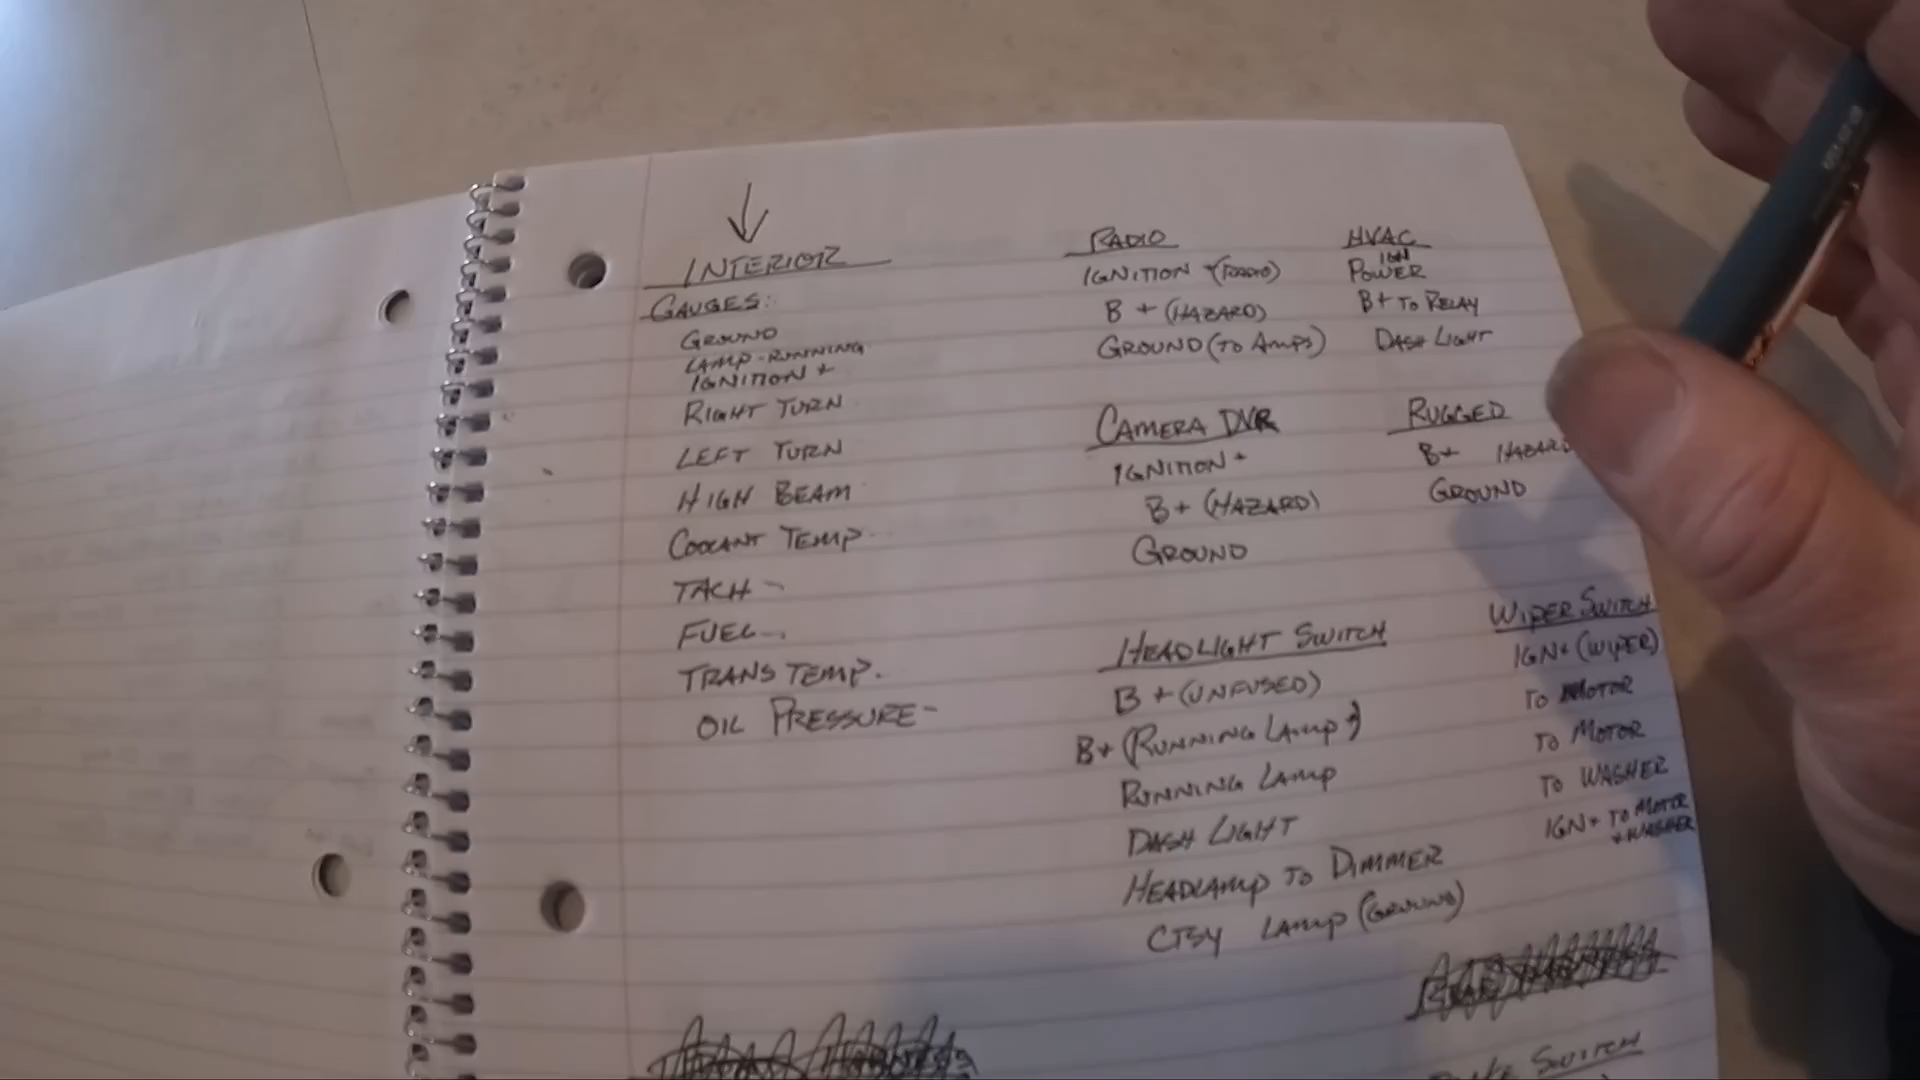 INTERIOR
GAUGES:
GROUND
LAMP-RUNNING
IGNITION +
RIGHT TURN
LEFT TURN
HIGH BEAM
COOLANT TEMP
TACH -
FUEL -
TRANS TEMP.
OIL PRESSURE -
RADIO
IGNITION + (RADIO)
B + (HAZARD)
GROUND (TO AMPS)
HVAC
IGN
POWER
B+ TO RELAY
DASH LIGHT
CAMERA DVR
IGNITION +
B + (HAZARD)
GROUND
RUGGED
B+ HAZARD
GROUND
HEADLIGHT SWITCH
B + (UNFUSED)
B+ (RUNNING LAMP)
RUNNING LAMP
DASH LIGHT
HEADLAMP TO DIMMER
CTSY LAMP (GROUND)
WIPER SWITCH
IGN+ (WIPER)
TO MOTOR
TO MOTOR
TO WASHER
IGN+ TO MOTOR
+ WASHER
SWITCH